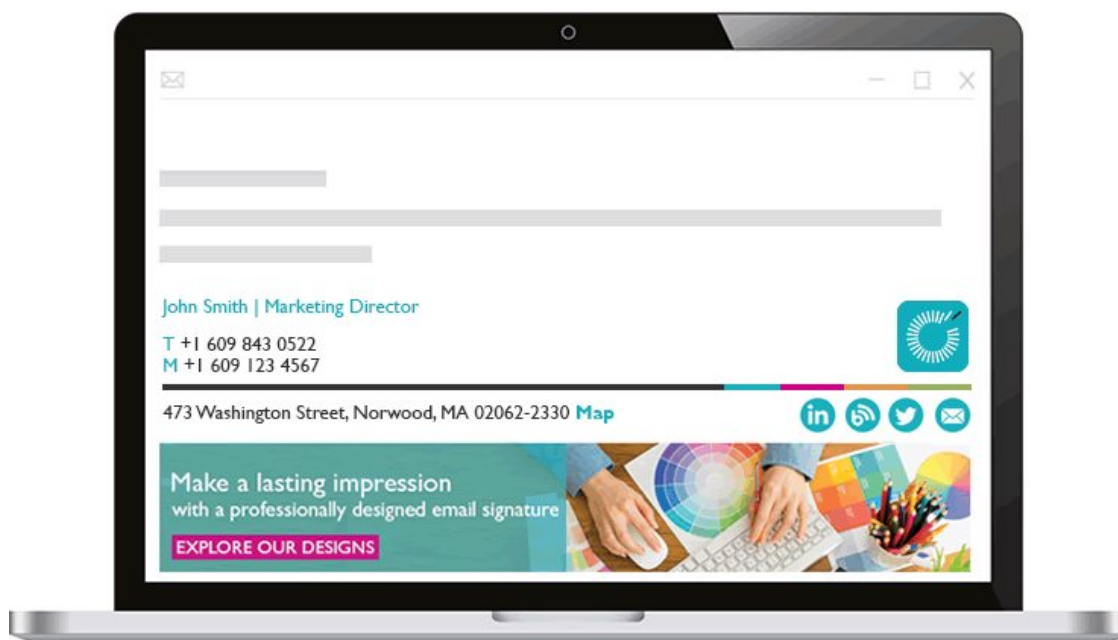 John Smith | Marketing Director
T +1 609 843 0522
M +1 609 123 4567
473 Washington Street, Norwood, MA 02062-2330 Map
in
Make a lasting impression
with a professionally designed email signature
EXPLORE OUR DESIGNS